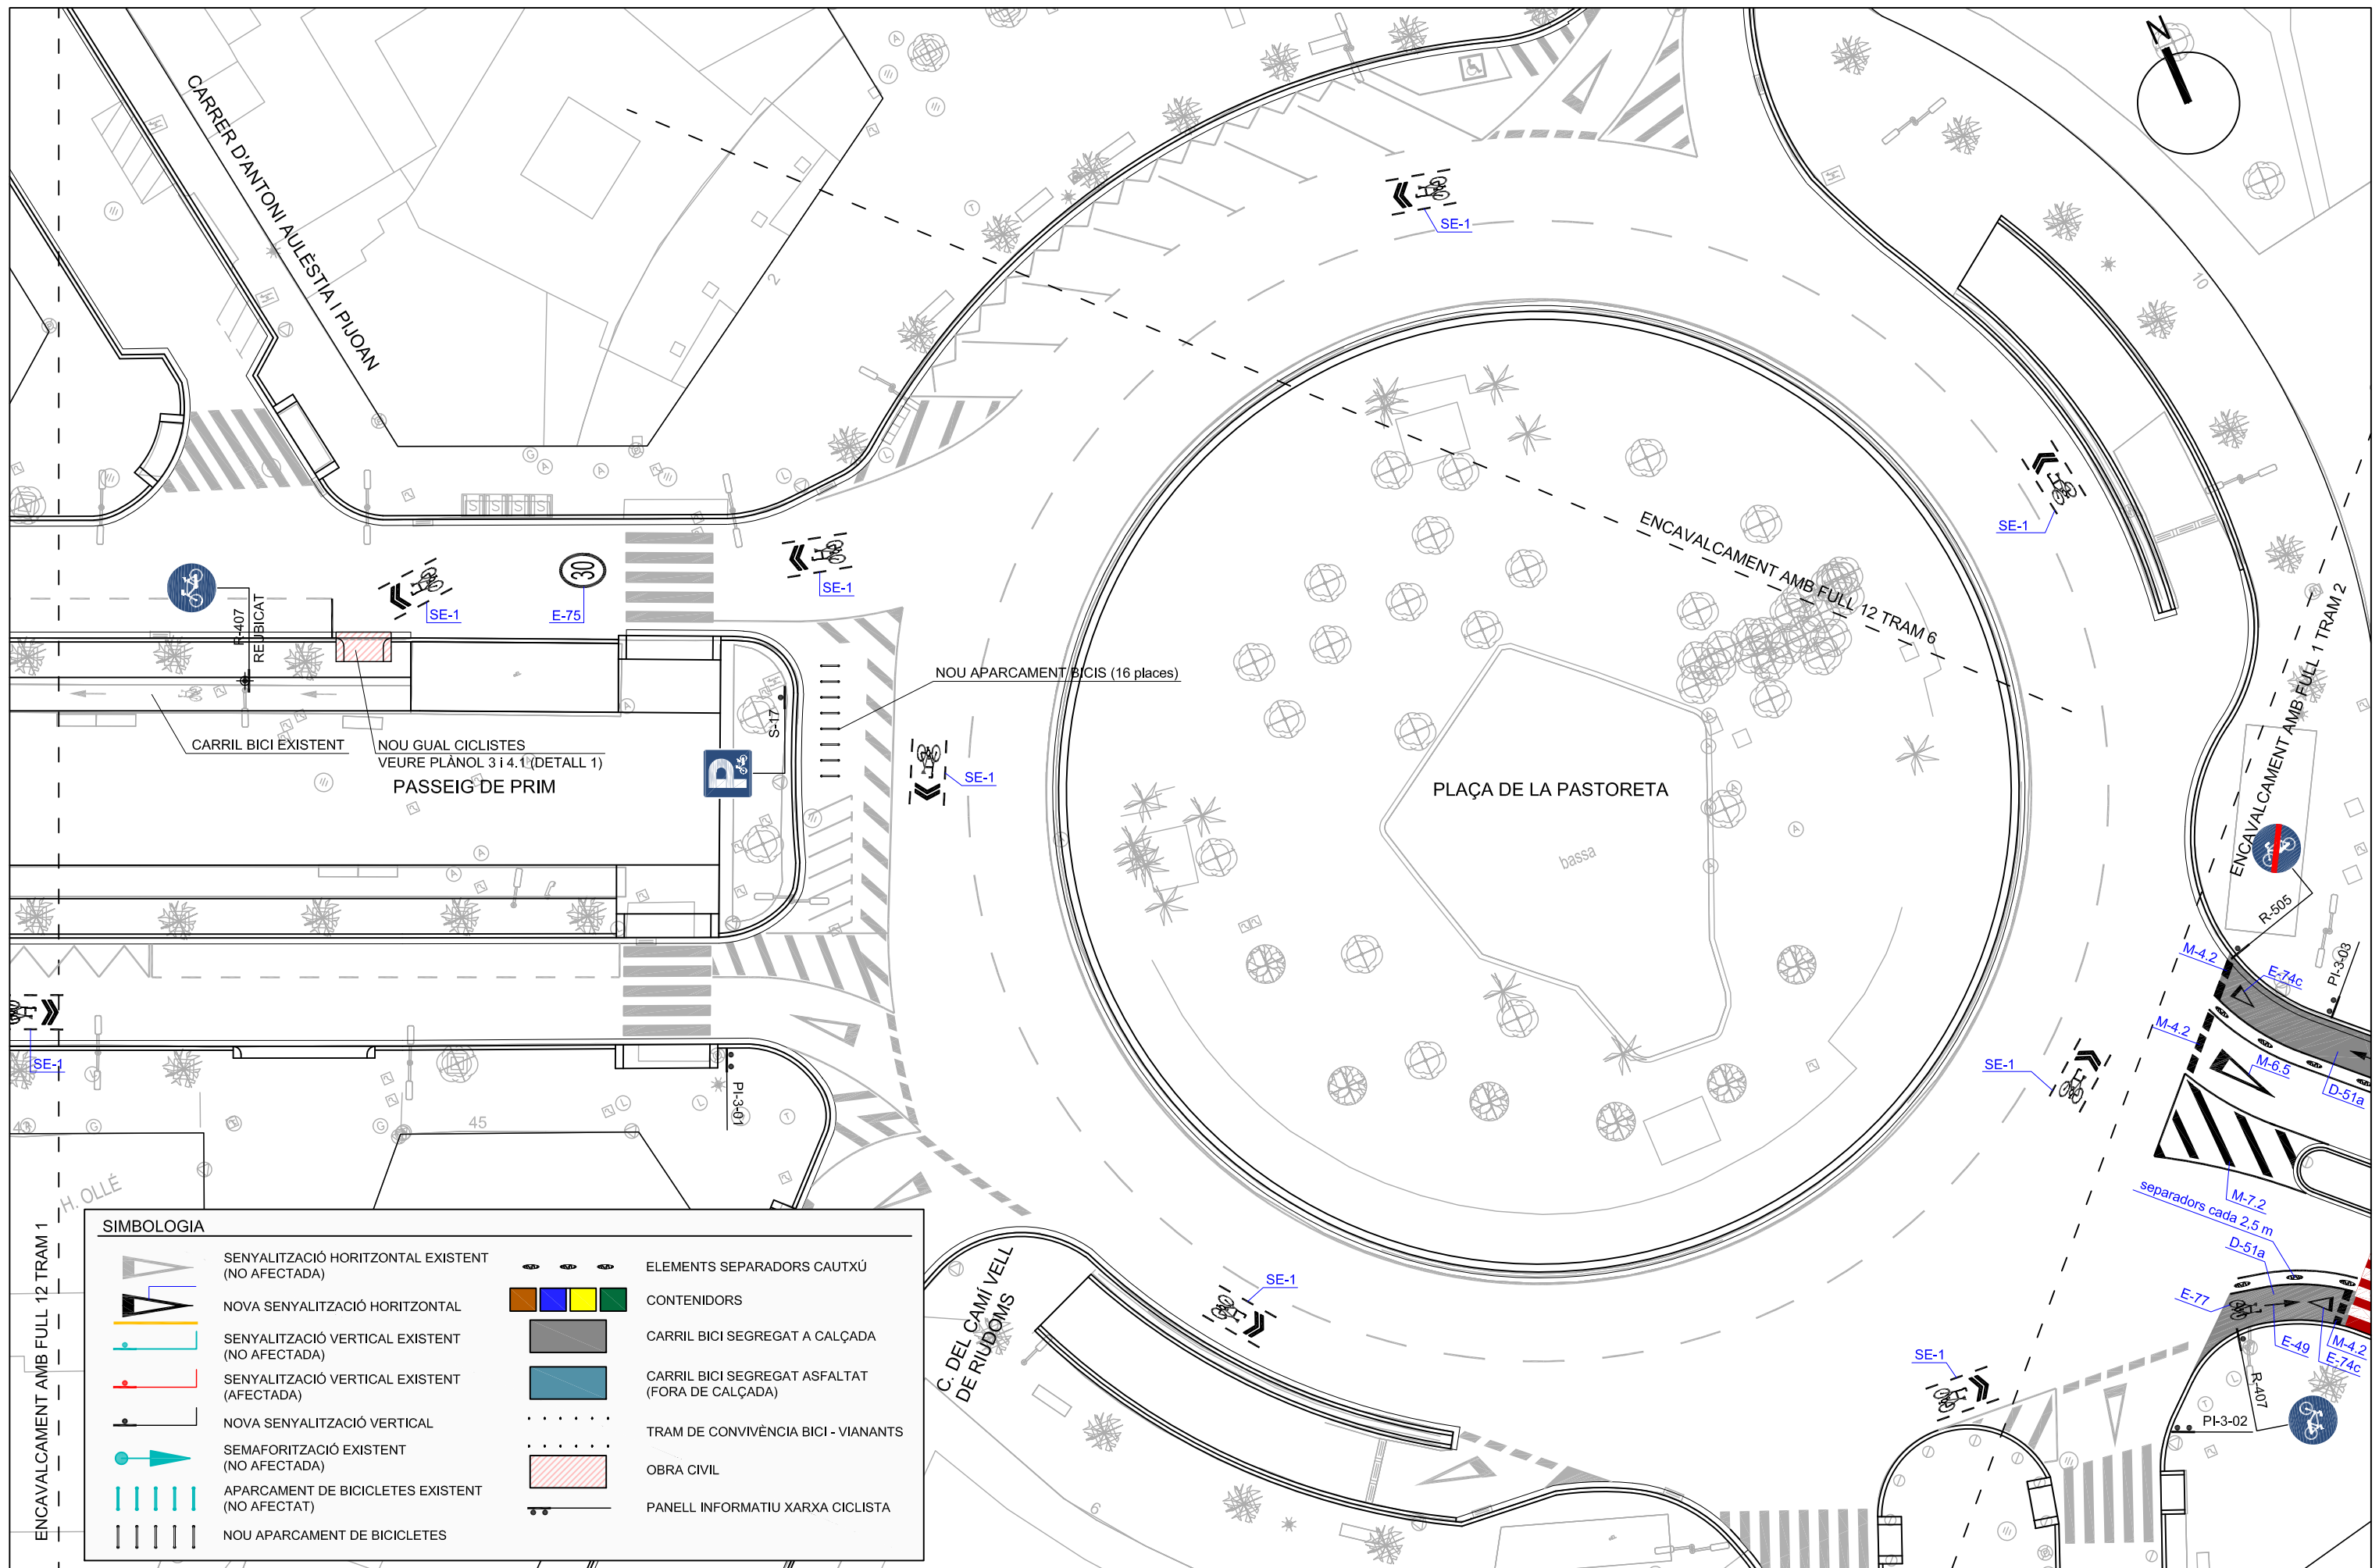 N
CARRER D'ANTONI AULÈSTIA I PIJOAN
2
10
SE-1
SE-1
ENCAVALCAMENT AMB FULL 12 TRAM 6
ENCAVALCAMENT AMB FULL 1 TRAM 2
R-407
REUBICAT
SE-1
30
E-75
SE-1
NOU APARCAMENT BICIS (16 places)
CARRIL BICI EXISTENT
NOU GUAL CICLISTES
VEURE PLÀNOL 3 i 4.1 (DETALL 1)
PASSEIG DE PRIM
P
S-17
SE-1
PLAÇA DE LA PASTORETA
bassa
R-505
PI-3-03
M-4.2
E-74c
M-4.2
M-6.5
D-51a
SE-1
SE-1
PI-3-01
45
H. OLLÉ
M-7.2
separadors cada 2,5 m
D-51a
E-77
E-49
M-4.2
E-74c
R-407
PI-3-02
SE-1
SE-1
C. DEL CAMÍ VELL
DE RIUDOMS
6
ENCAVALCAMENT AMB FULL 12 TRAM 1
SIMBOLOGIA
SENYALITZACIÓ HORITZONTAL EXISTENT
(NO AFECTADA)
NOVA SENYALITZACIÓ HORITZONTAL
SENYALITZACIÓ VERTICAL EXISTENT
(NO AFECTADA)
SENYALITZACIÓ VERTICAL EXISTENT
(AFECTADA)
NOVA SENYALITZACIÓ VERTICAL
SEMAFORITZACIÓ EXISTENT
(NO AFECTADA)
APARCAMENT DE BICICLETES EXISTENT
(NO AFECTAT)
NOU APARCAMENT DE BICICLETES
ELEMENTS SEPARADORS CAUTXÚ
CONTENIDORS
CARRIL BICI SEGREGAT A CALÇADA
CARRIL BICI SEGREGAT ASFALTAT
(FORA DE CALÇADA)
TRAM DE CONVIVÈNCIA BICI - VIANANTS
OBRA CIVIL
PANELL INFORMATIU XARXA CICLISTA